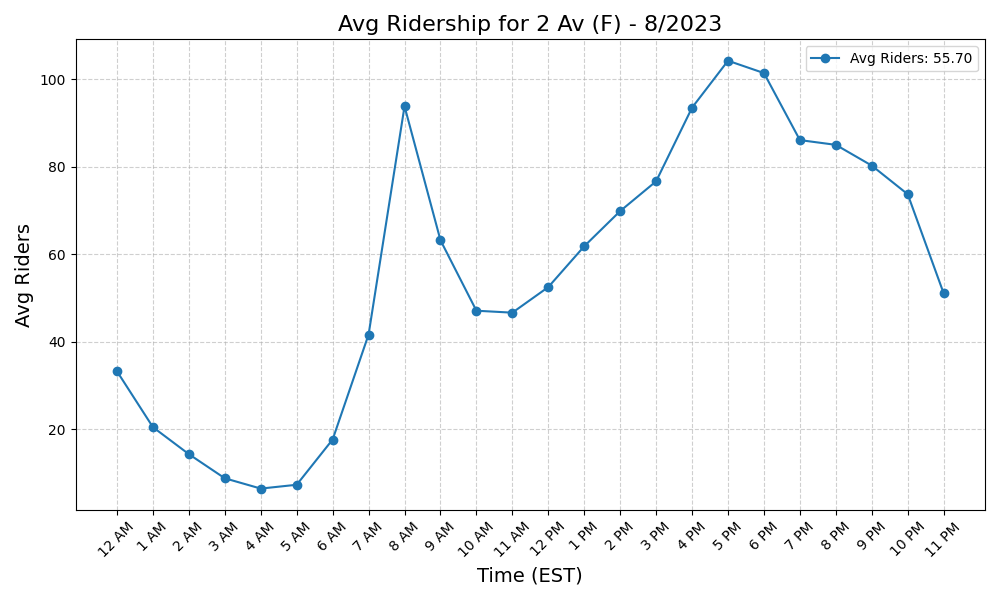 Avg Ridership for 2 Av (F) - 8/2023
Avg Riders: 55.70
Avg Riders
100
80
60
40
20
12 AM
1 AM
2 AM
3 AM
4 AM
5 AM
6 AM
7 AM
8 AM
9 AM
10 AM
11 AM
12 PM
1 PM
2 PM
3 PM
4 PM
5 PM
6 PM
7 PM
8 PM
9 PM
10 PM
11 PM
Time (EST)